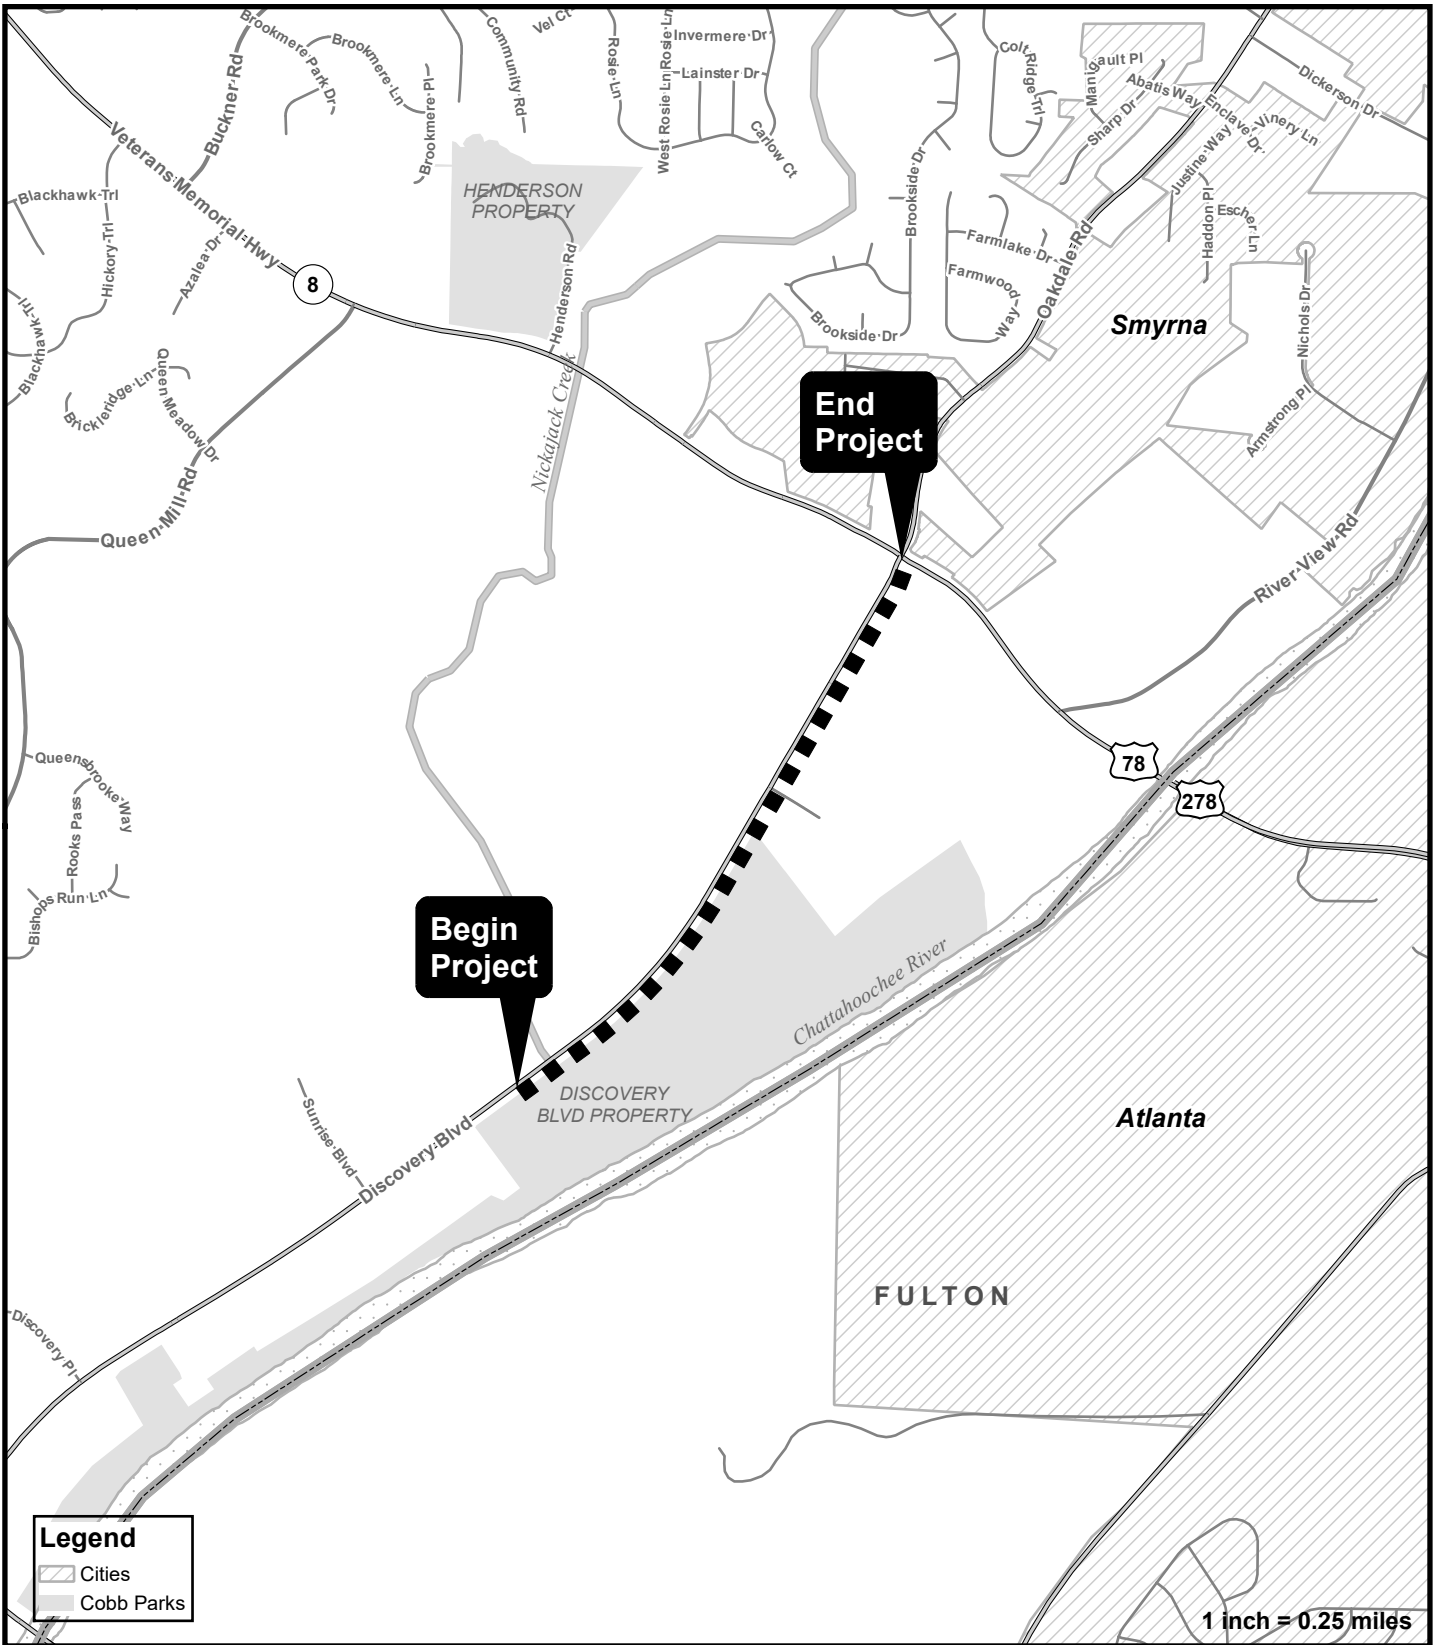 Brookmere Park Dr
Brookmere Ln
Community Rd
Vel Ct
Rosie Ln
West Rosie Ln Rosie Ln
Invermere Dr
Lainster Dr
Carlow Ct
Colt Ridge Trl
Manigault Pl
Abatis Way
Enclave Dr
Vinery Ln
Dickerson Dr
Sharp Dr
Justine Way
Buckner Rd
Brookmere Pl
Veterans Memorial Hwy
Blackhawk Trl
Hickory Trl
Azalea Dr
8
HENDERSON
PROPERTY
Henderson Rd
Brookside Dr
Farmlake Dr
Farmwood
Way
Oakdale Rd
Haddon Pl
Escher Ln
Nichols Dr
Smyrna
Brookside Dr
Blackhawk Trl
Brickleridge Ln
Queen Meadow Dr
Queen Mill Rd
Nickajack Creek
Armstrong Pl
End
Project
River View Rd
78
278
Queensbrooke Way
Rooks Pass
Bishops Run Ln
Begin
Project
Chattahoochee River
DISCOVERY
BLVD PROPERTY
Sunrise Blvd
Discovery Blvd
Atlanta
FULTON
Discovery Pl
Legend
Cities
Cobb Parks
1 inch = 0.25 miles